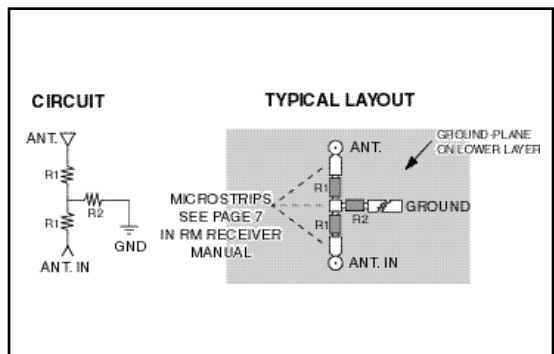 CIRCUIT
ANT.
R1
R2
R1
GND
ANT. IN
TYPICAL LAYOUT
ANT.
GROUND-PLANE
ON LOWER LAYER
R1
MICROSTRIPS
SEE PAGE 7
IN RM RECEIVER
MANUAL
GROUND
R2
R1
ANT. IN